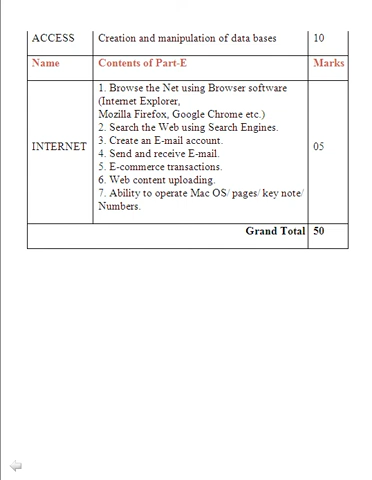 ACCESS Creation and manipulation of data bases 10
Name Contents of Part-E Marks
1. Browse the Net using Browser software
(Internet Explorer,
Mozilla Firefox, Google Chrome etc.)
2. Search the Web using Search Engines.
3. Create an E-mail account.
INTERNET 4. Send and receive E-mail. 05
5. E-commerce transactions.
6. Web content uploading.
7. Ability to operate Mac OS/ pages/ key note/
Numbers.
Grand Total 50